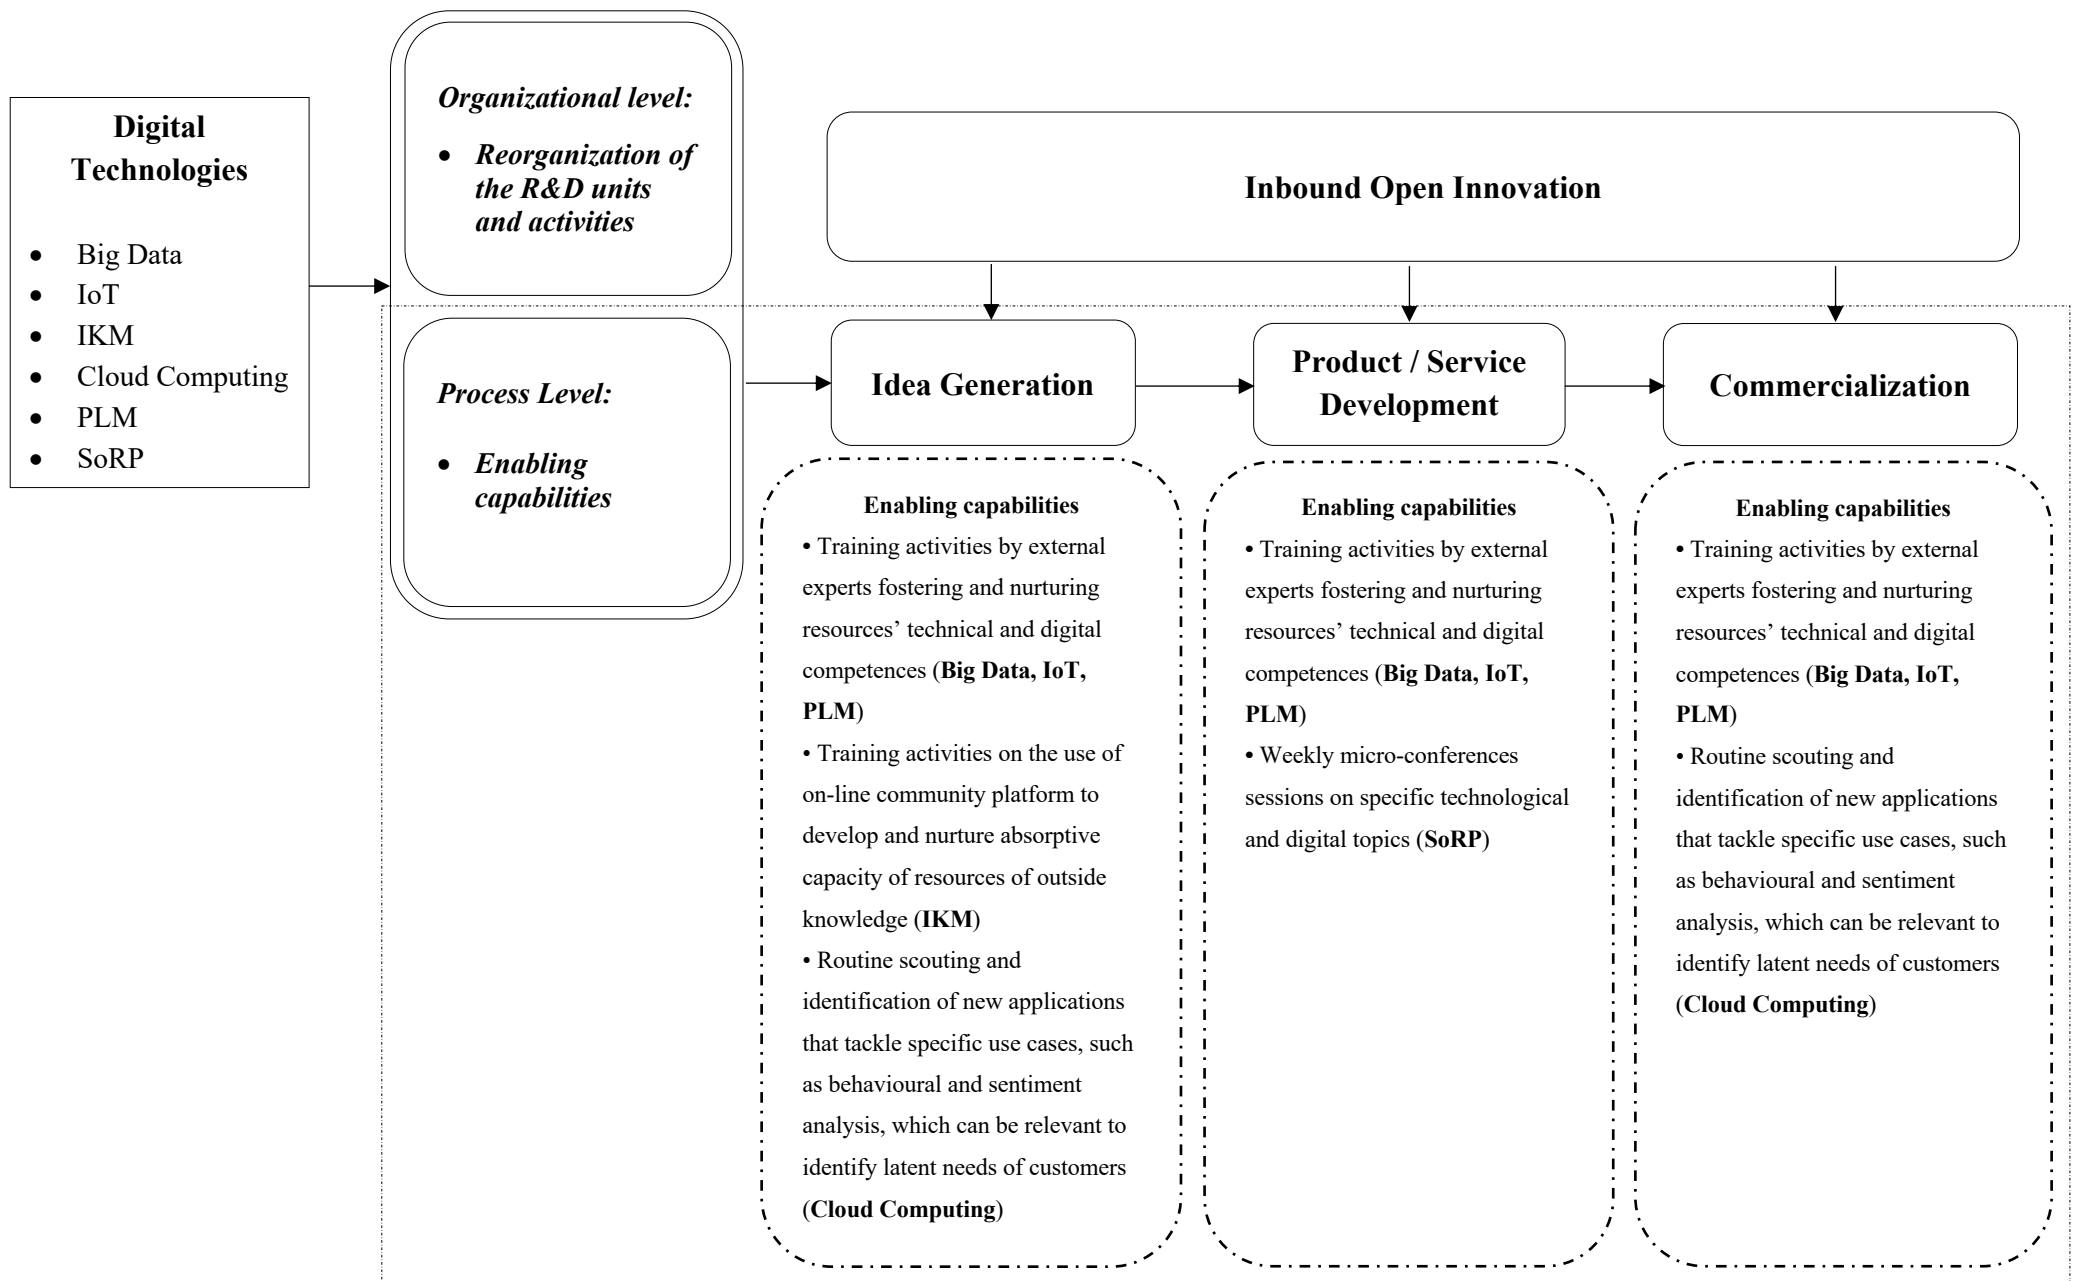 Digital
Technologies
• Big Data
• IoT
• IKM
• Cloud Computing
• PLM
• SoRP
Organizational level:
• Reorganization of
the R&D units
and activities
Process Level:
• Enabling
capabilities
Inbound Open Innovation
Idea Generation
Product / Service
Development
Commercialization
Enabling capabilities
• Training activities by external
experts fostering and nurturing
resources’ technical and digital
competences (Big Data, IoT,
PLM)
• Training activities on the use of
on-line community platform to
develop and nurture absorptive
capacity of resources of outside
knowledge (IKM)
• Routine scouting and
identification of new applications
that tackle specific use cases, such
as behavioural and sentiment
analysis, which can be relevant to
identify latent needs of customers
(Cloud Computing)
Enabling capabilities
• Training activities by external
experts fostering and nurturing
resources’ technical and digital
competences (Big Data, IoT,
PLM)
• Weekly micro-conferences
sessions on specific technological
and digital topics (SoRP)
Enabling capabilities
• Training activities by external
experts fostering and nurturing
resources’ technical and digital
competences (Big Data, IoT,
PLM)
• Routine scouting and
identification of new applications
that tackle specific use cases, such
as behavioural and sentiment
analysis, which can be relevant to
identify latent needs of customers
(Cloud Computing)